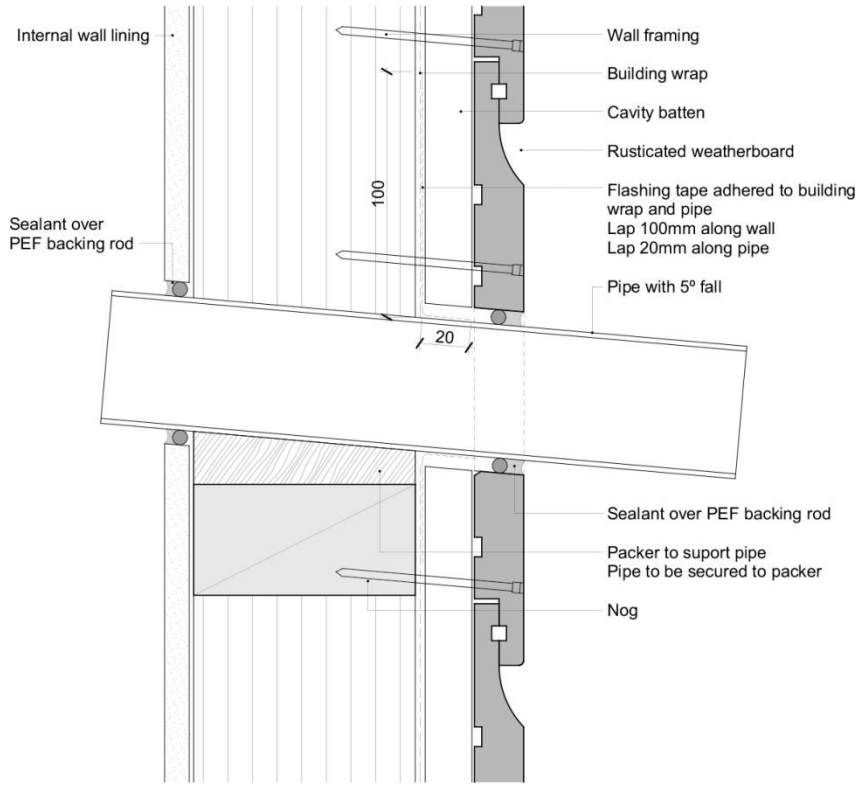 Internal wall lining
Wall framing
Building wrap
Cavity batten
Rusticated weatherboard
Flashing tape adhered to building
wrap and pipe
Lap 100mm along wall
Lap 20mm along pipe
100
Sealant over
PEF backing rod
Pipe with 5º fall
20
Sealant over PEF backing rod
Packer to suport pipe
Pipe to be secured to packer
Nog